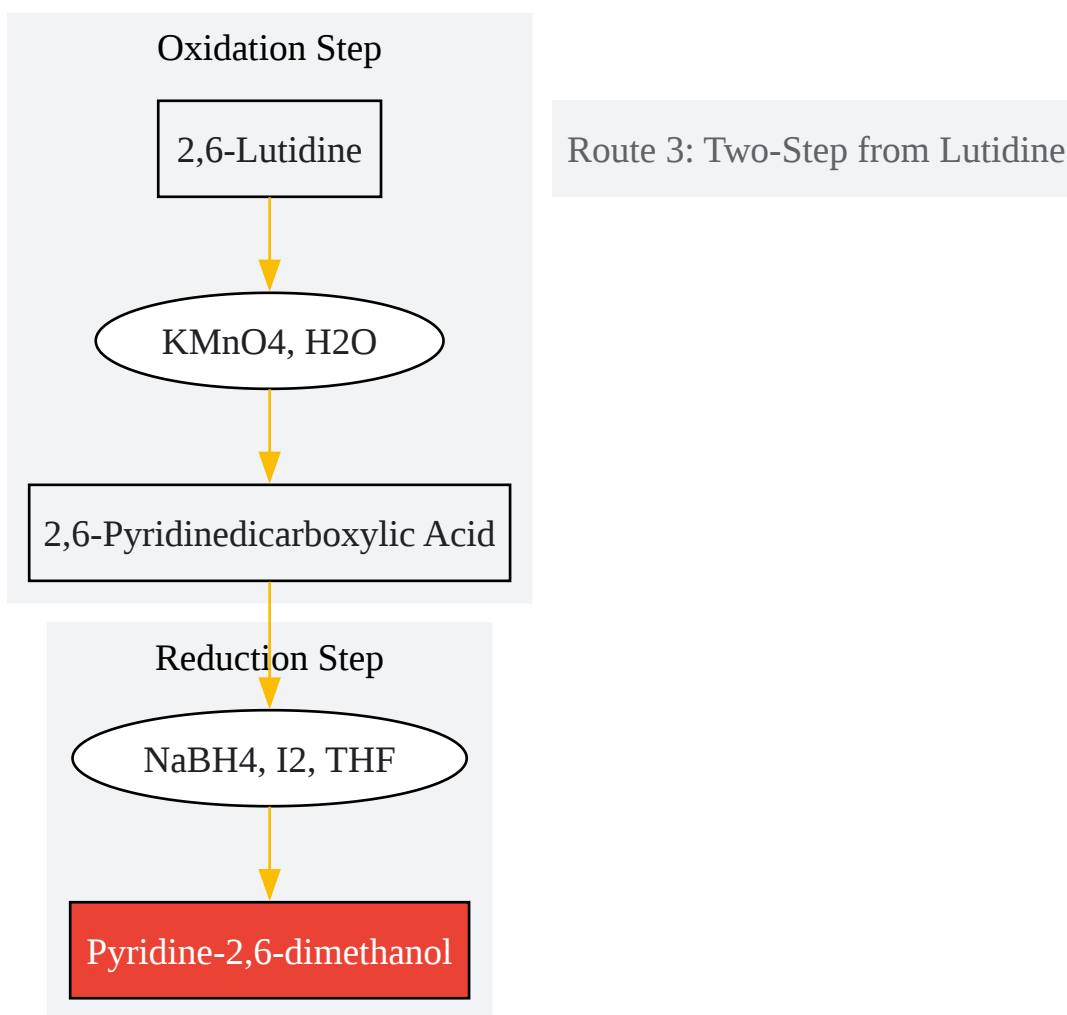 Oxidation Step
2,6-Lutidine
Route 3: Two-Step from Lutidine
KMnO4, H2O
2,6-Pyridinedicarboxylic Acid
Reduction Step
NaBH4, I2, THF
Pyridine-2,6-dimethanol